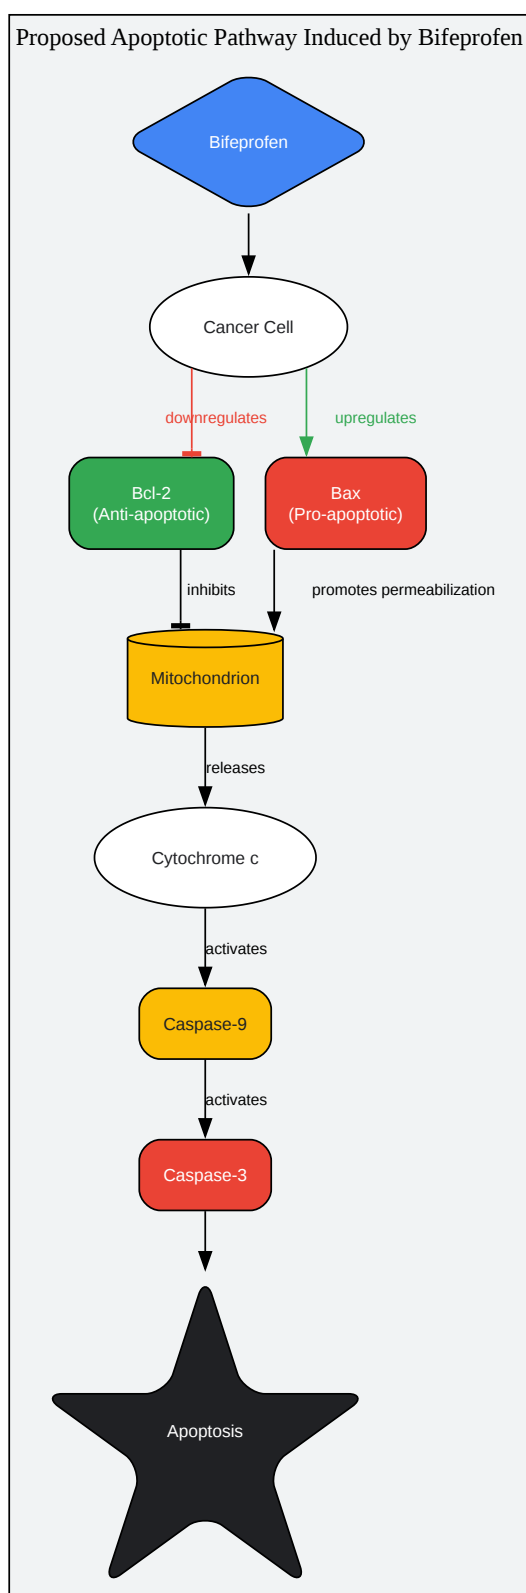 Proposed Apoptotic Pathway Induced by Bifeprofen
Bifeprofen
Cancer Cell
downregulates
upregulates
Bcl-2
(Anti-apoptotic)
Bax
(Pro-apoptotic)
inhibits
promotes permeabilization
Mitochondrion
releases
Cytochrome c
activates
Caspase-9
activates
Caspase-3
Apoptosis